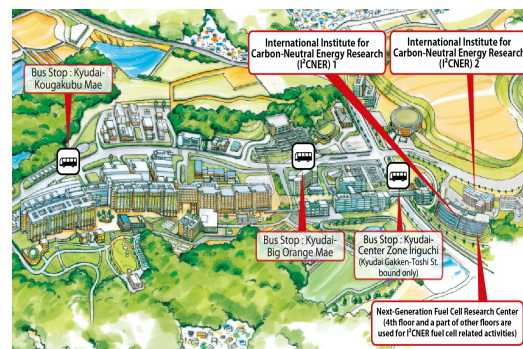 International Institute for
Carbon-Neutral Energy Research
(I²CNER) 1
International Institute for
Carbon-Neutral Energy Research
(I²CNER) 2
Bus Stop : Kyudai-
Kougakubu Mae
Bus Stop : Kyudai-
Big Orange Mae
Bus Stop : Kyudai-
Center Zone Iriguchi
(Kyudai Gakken-Toshi St.
bound only)
Next-Generation Fuel Cell Research Center
(4th floor and a part of other floors are
used for I²CNER fuel cell related activities)